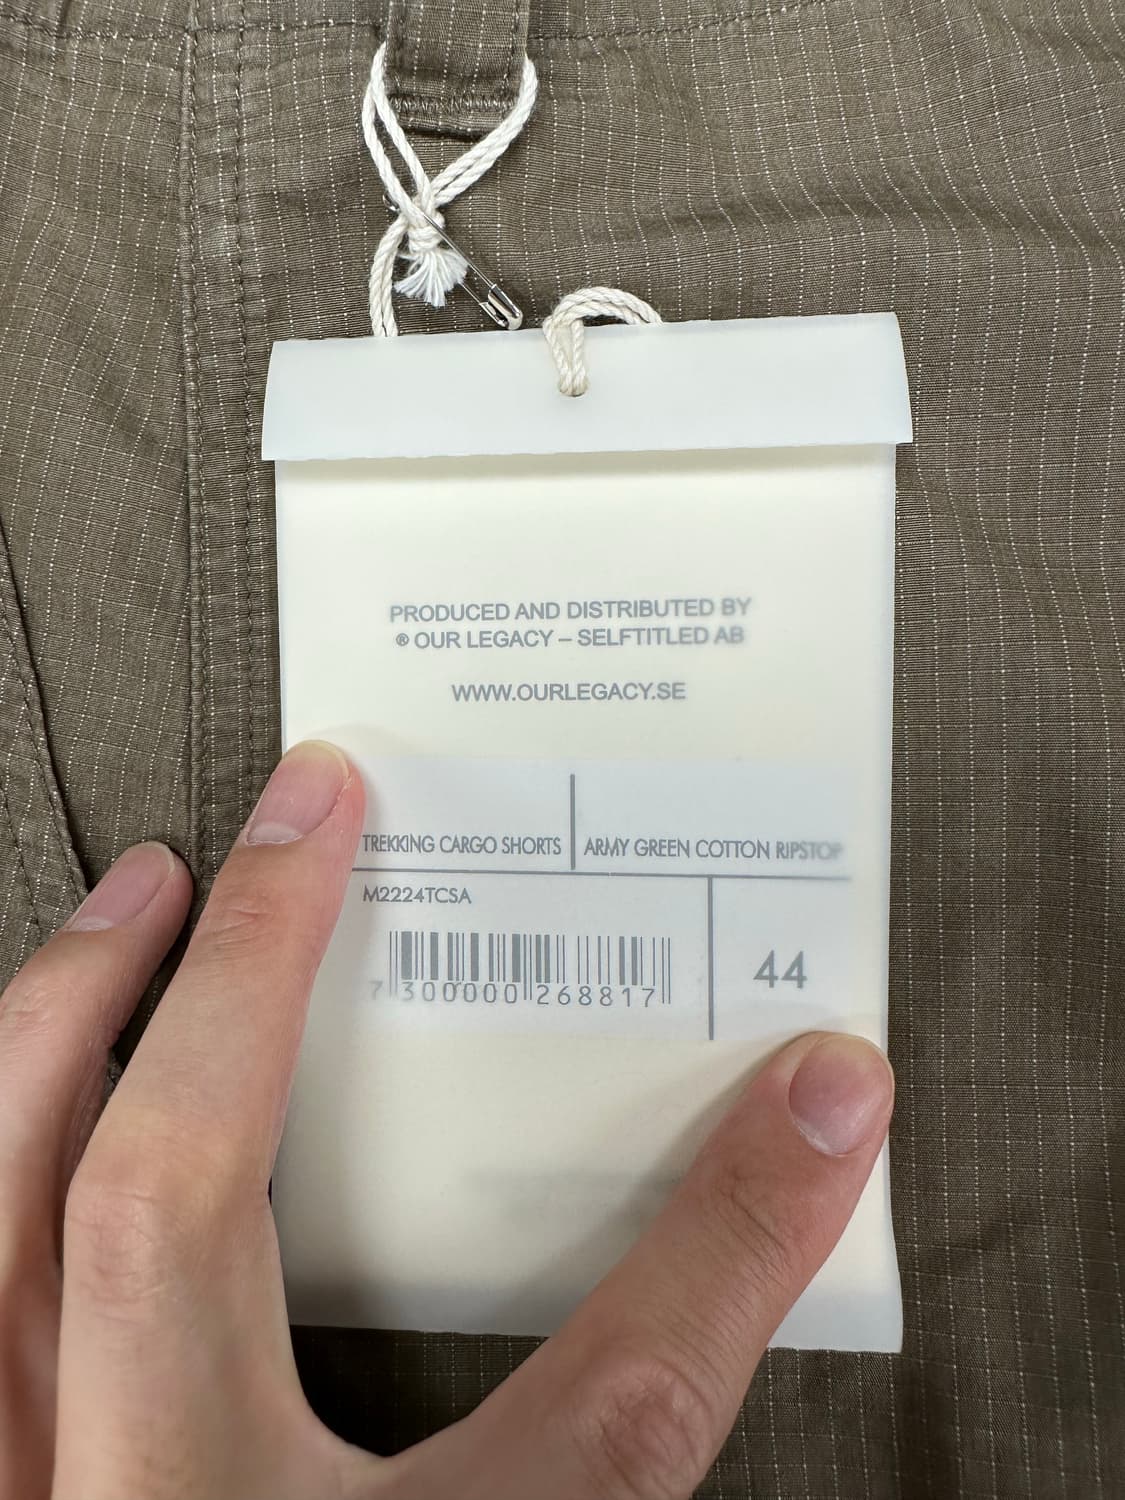 PRODUCED AND DISTRIBUTED BY
® OUR LEGACY – SELFTITLED AB
WWW.OURLEGACY.SE
TREKKING CARGO SHORTS
ARMY GREEN COTTON RIPSTOP
M2224TCSA
44
7 300000 268817